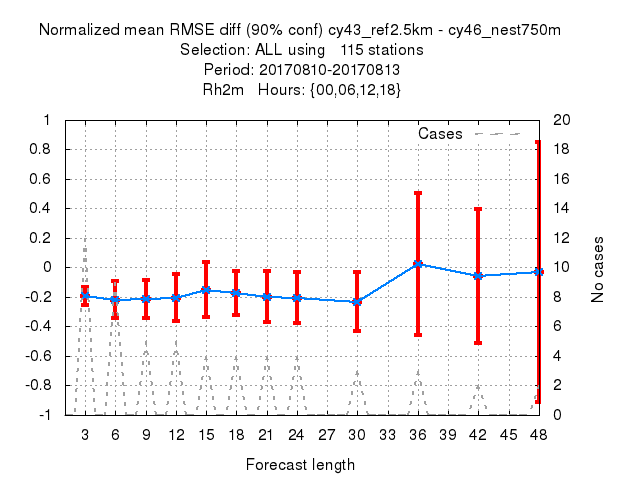 Normalized mean RMSE diff (90% conf) cy43_ref2.5km - cy46_nest750m
Selection: ALL using   115 stations
Period: 20170810-20170813
Rh2m   Hours: {00,06,12,18}
Cases
1
0.8
0.6
0.4
0.2
0
-0.2
-0.4
-0.6
-0.8
-1
20
18
16
14
12
10
8
6
4
2
0
No cases
3 6 9 12 15 18 21 24 27 30 33 36 39 42 45 48
Forecast length